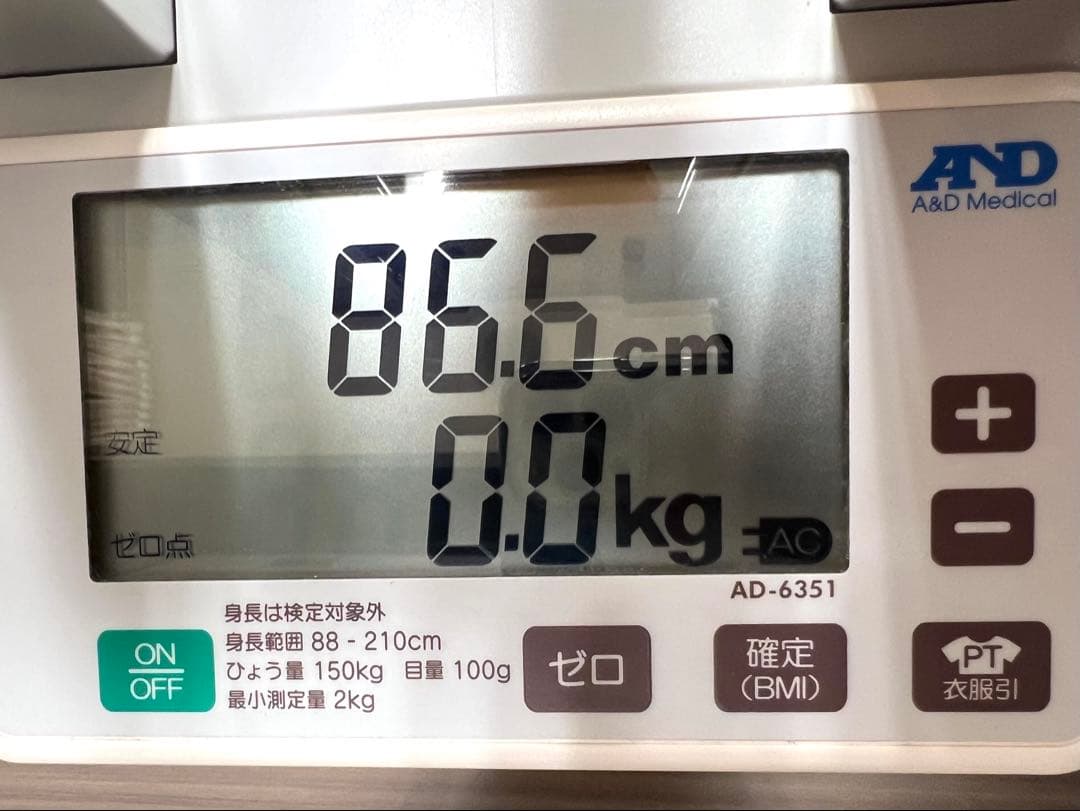 AND
A&D Medical
86.6cm
安定
0.0kg
ゼロ点
AC
AD-6351
身長は検定対象外
身長範囲 88 - 210cm
ひょう量 150kg 目量 100g
最小測定量 2kg
ON
OFF
ゼロ
確定
(BMI)
PT
衣服引
+
−